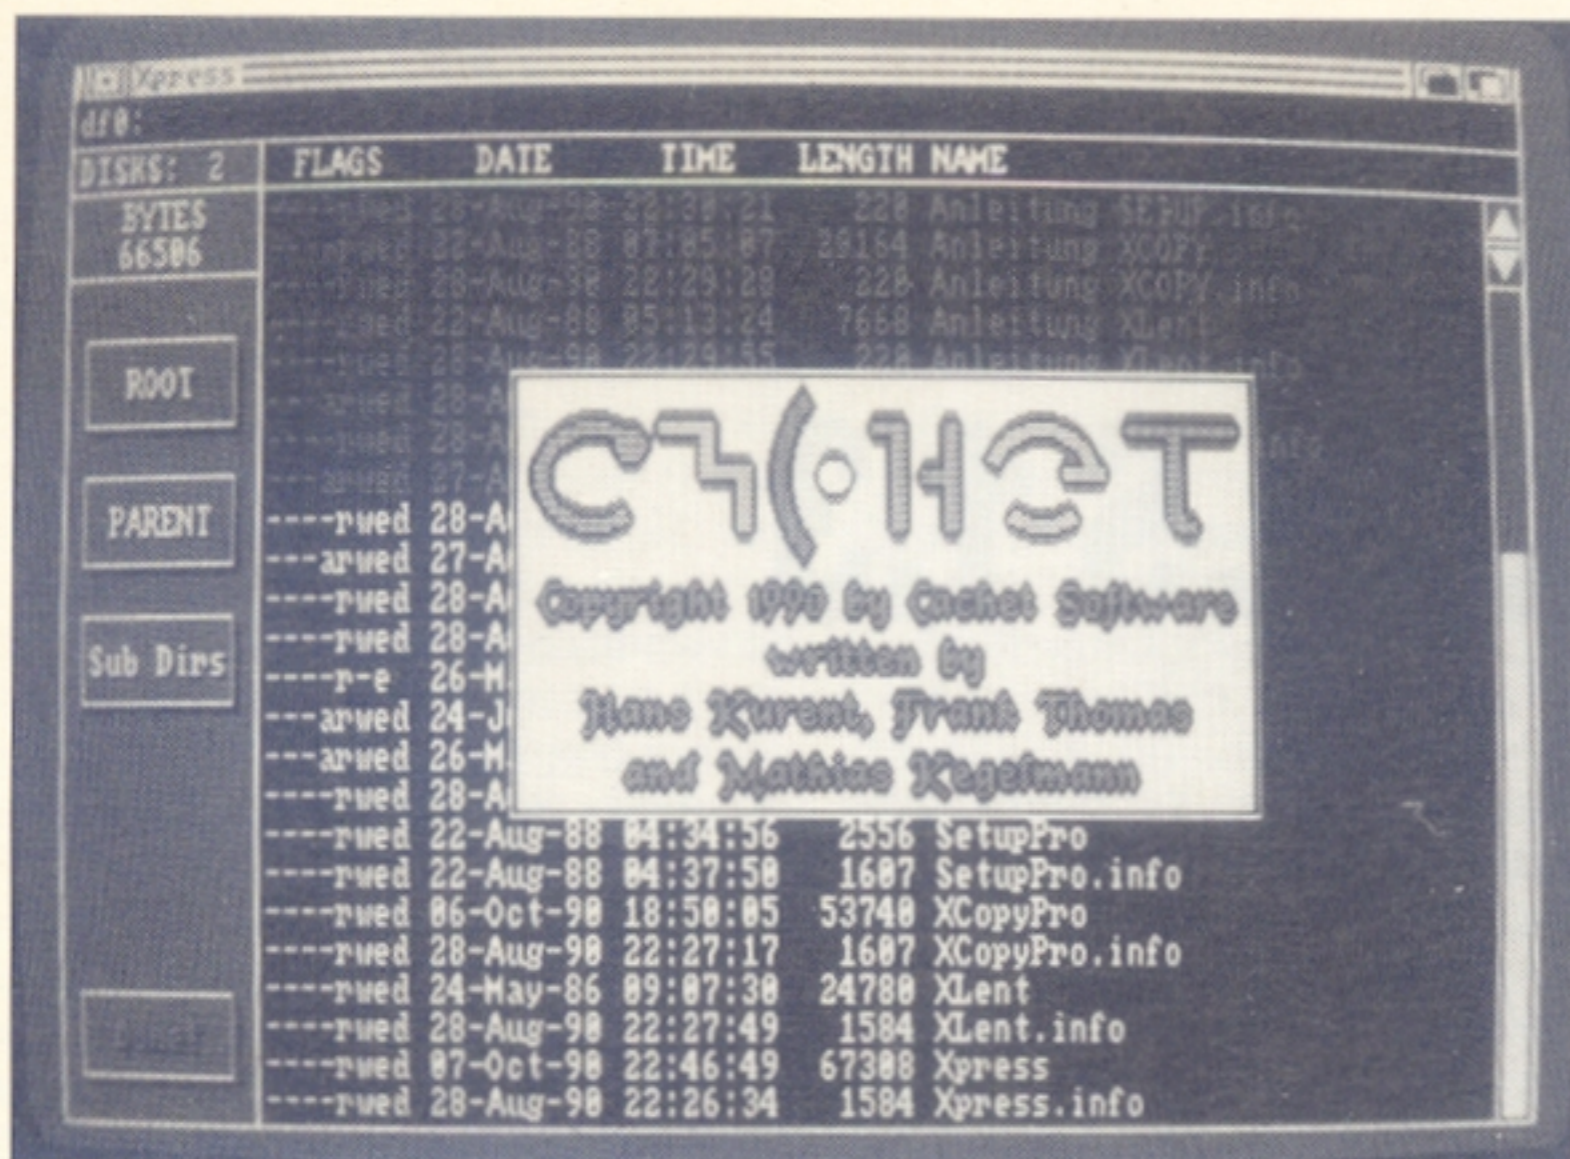 Xpress
df0:
DISKS: 2 FLAGS DATE TIME LENGTH NAME
BYTES
66506
28-Aug-90 22:30:21 220 Anleitung SETUP.info
22-Aug-88 07:05:07 Anleitung XCOPY
28-Aug-90 22:29:20 220 Anleitung XCOPY.info
22-Aug-88 05:13:24 7668 Anleitung XLent
28-Aug-90 22:29:55 220 Anleitung XLent.info
ROOT
PARENT
Sub Dirs
----rwed 28-A
---arwed 27-A
----rwed 28-A
----rwed 28-A
----r-e 26-M
---arwed 24-J
---arwed 26-M
----rwed 28-A
CACHET
Copyright 1990 by Cachet Software
written by
Hans Kurent, Frank Thomas
and Mathias Kegelmann
----rwed 22-Aug-88 04:34:56 2556 SetupPro
----rwed 22-Aug-88 04:37:50 1607 SetupPro.info
----rwed 06-Oct-90 18:50:05 53740 XCopyPro
----rwed 28-Aug-90 22:27:17 1607 XCopyPro.info
----rwed 24-May-86 09:07:30 24780 XLent
----rwed 28-Aug-90 22:27:49 1584 XLent.info
----rwed 07-Oct-90 22:46:49 67308 Xpress
----rwed 28-Aug-90 22:26:34 1584 Xpress.info